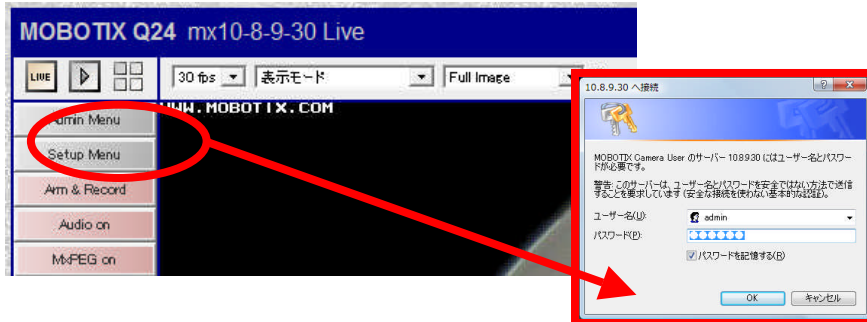 MOBOTIX Q24 mx10-8-9-30 Live
LIVE
30 fps
表示モード
Full Image
WWW.MOBOTIX.COM
Admin Menu
Setup Menu
Arm & Record
Audio on
MxPEG on
10.8.9.30 へ接続
MOBOTIX Camera User のサーバー 10.8.9.30 にはユーザー名とパスワー
ドが必要です。
警告: このサーバーは、ユーザー名とパスワードを安全ではない方法で送信
することを要求しています (安全な接続を使わない基本的な認証)。
ユーザー名(U):
admin
パスワード(P):
パスワードを記憶する(R)
OK
キャンセル